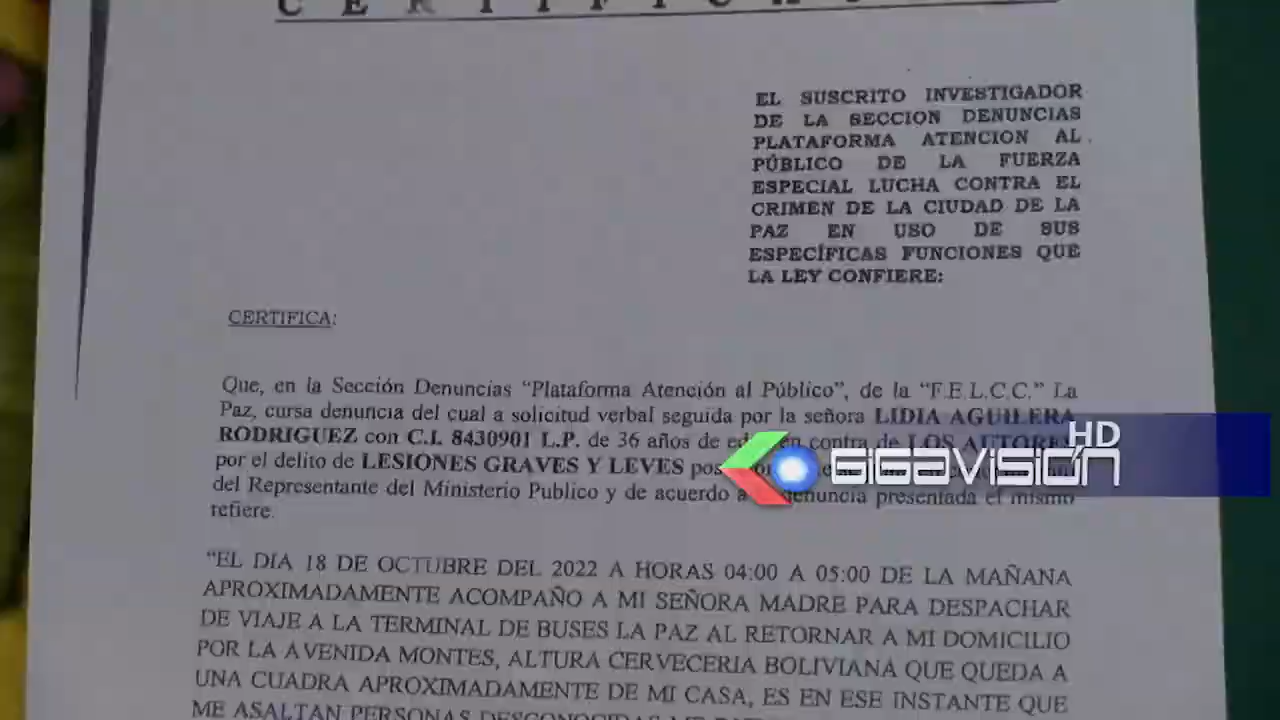 EL SUSCRITO INVESTIGADOR
DE LA SECCION DENUNCIAS
PLATAFORMA ATENCION AL
PÚBLICO DE LA FUERZA
ESPECIAL LUCHA CONTRA EL
CRIMEN DE LA CIUDAD DE LA
PAZ EN USO DE SUS
ESPECÍFICAS FUNCIONES QUE
LA LEY CONFIERE:
CERTIFICA:
Que, en la Sección Denuncias “Plataforma Atención al Público”, de la “F.E.L.C.C.” La
Paz, cursa denuncia del cual a solicitud verbal seguida por la señora LIDIA AGUILERA
RODRIGUEZ con C.I. 8430901 L.P. de 36 años de en contra de LOS AUTORES
por el delito de LESIONES GRAVES Y LEVES
del Representante del Ministerio Publico y de acuerdo a denuncia presentada el mismo
refiere.
“EL DIA 18 DE OCTUBRE DEL 2022 A HORAS 04:00 A 05:00 DE LA MAÑANA
APROXIMADAMENTE ACOMPAÑO A MI SEÑORA MADRE PARA DESPACHAR
DE VIAJE A LA TERMINAL DE BUSES LA PAZ AL RETORNAR A MI DOMICILIO
POR LA AVENIDA MONTES, ALTURA CERVECERIA BOLIVIANA QUE QUEDA A
UNA CUADRA APROXIMADAMENTE DE MI CASA, ES EN ESE INSTANTE QUE
ME ASALTAN PERSONAS DESCONOCIDAS
HD
GIGAVISIÓN